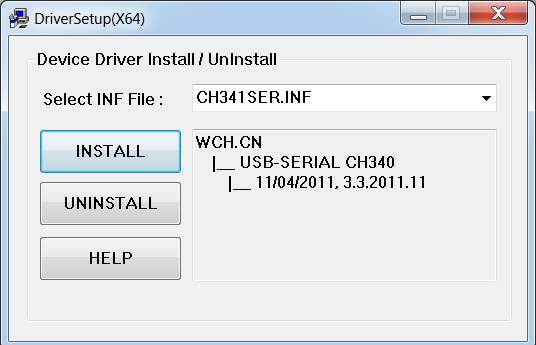 DriverSetup(X64)
Device Driver Install / UnInstall
Select INF File : CH341SER.INF
INSTALL
UNINSTALL
HELP
WCH.CN
|__ USB-SERIAL CH340
|__ 11/04/2011, 3.3.2011.11